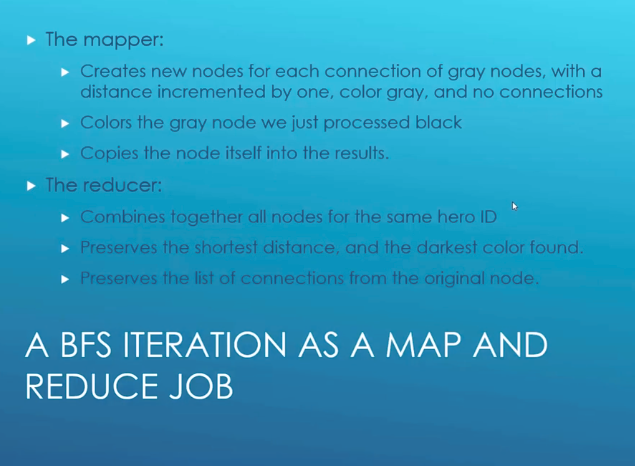 The mapper:
Creates new nodes for each connection of gray nodes, with a
distance incremented by one, color gray, and no connections
Colors the gray node we just processed black
Copies the node itself into the results.
The reducer:
Combines together all nodes for the same hero ID
Preserves the shortest distance, and the darkest color found.
Preserves the list of connections from the original node.
A BFS ITERATION AS A MAP AND
REDUCE JOB